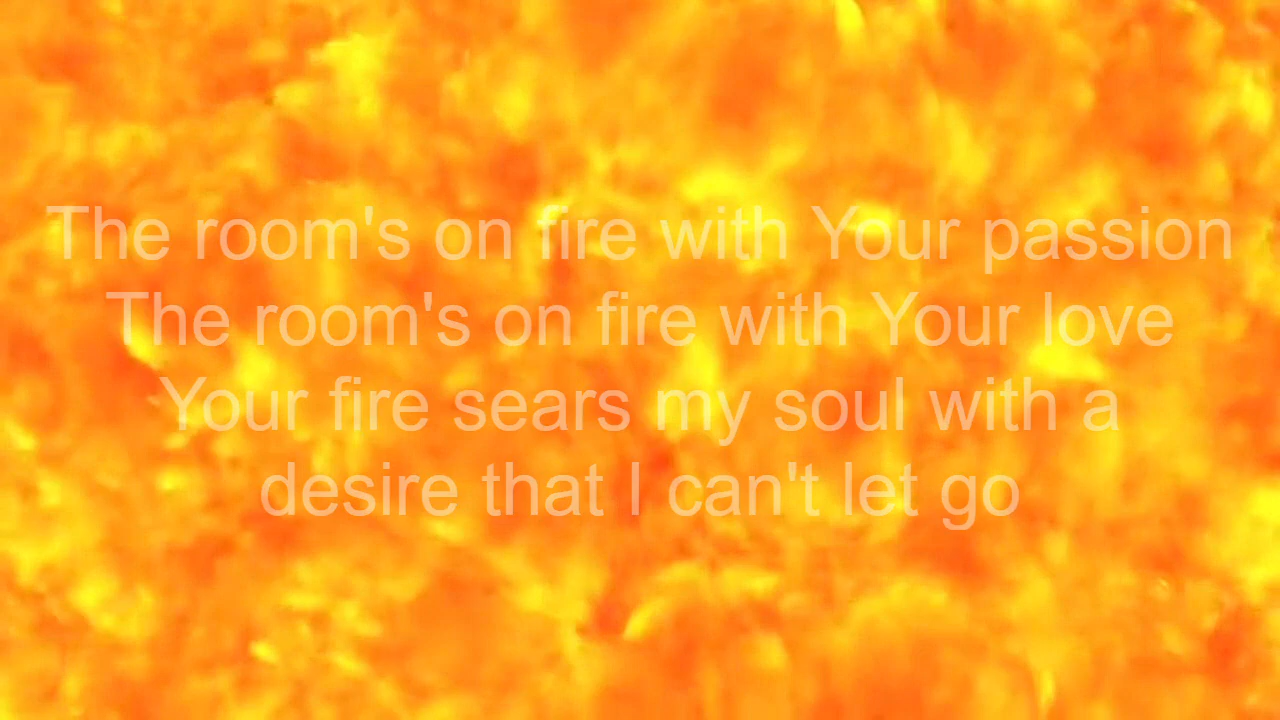 The room's on fire with Your passion
The room's on fire with Your love
Your fire sears my soul with a
desire that I can't let go